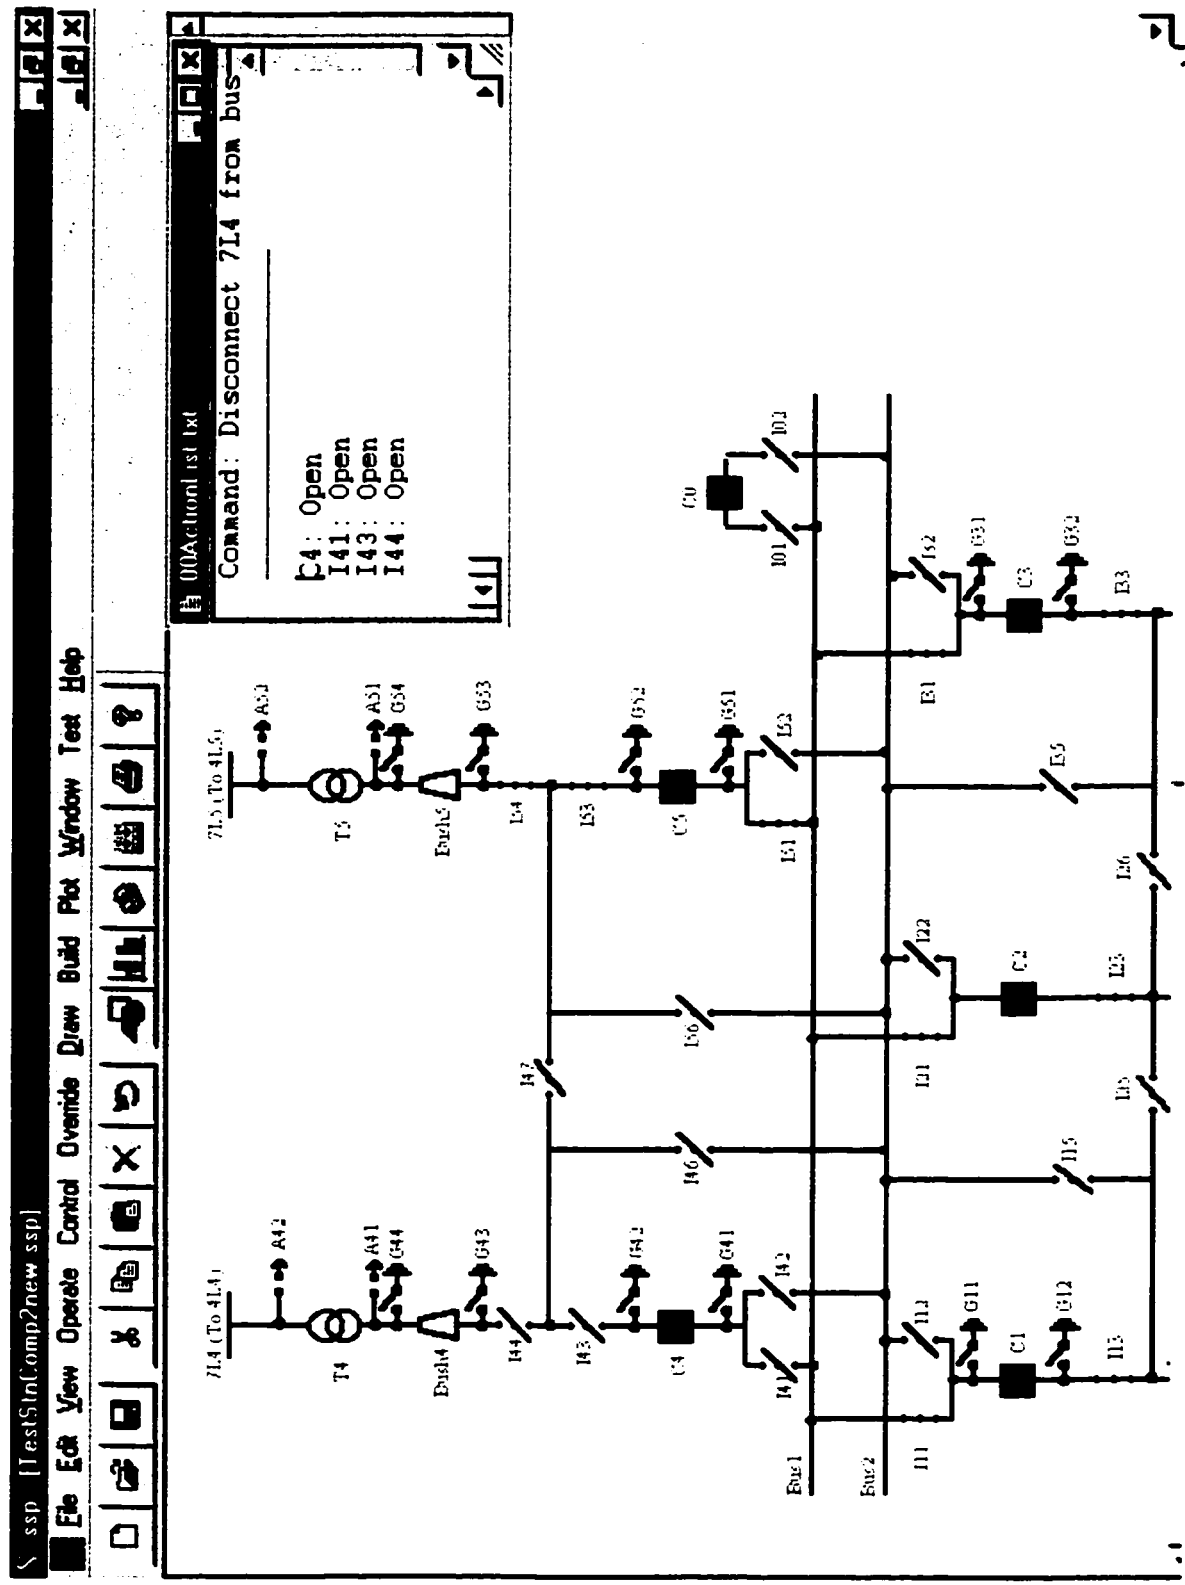 ssp [TestStnComp2new ssp]
File Edit View Operate Control Override Draw Build Plot Window Test Help
00ActionList txt
Command: Disconnect 7L4 from bus
C4: Open
I41: Open
I43: Open
I44: Open
7L4 (To 4L4)
7L5 (To 4L5)
A42
A52
T4
T5
A41
A51
G44
G54
Bush4
Bush5
G43
G53
I44
I54
I47
I43
I53
G42
G52
I46
I56
C4
C5
C0
G41
G51
I41
I42
I51
I52
I01
I02
Bus1
Bus2
I11
I12
I21
I22
I31
I32
G11
G31
C1
C2
C3
I15
I35
G12
G32
I13
I23
I33
I25
I26